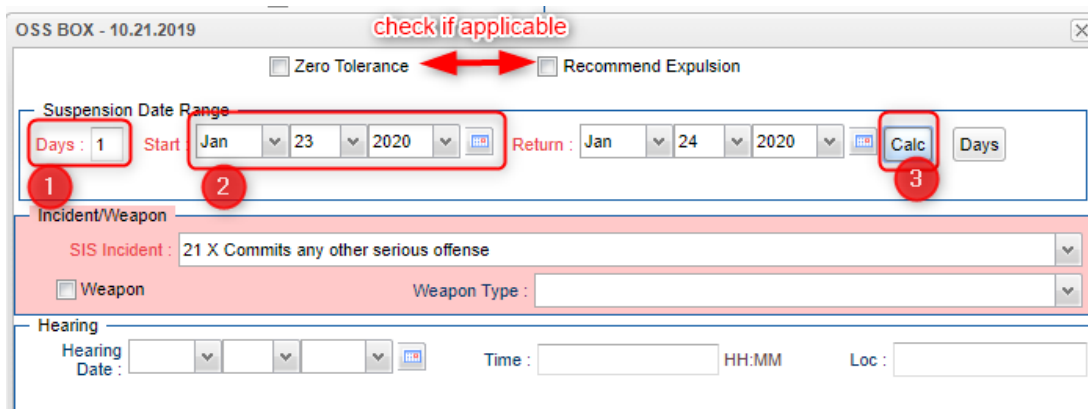 check if applicable
OSS BOX - 10.21.2019
Zero Tolerance Recommend Expulsion
Suspension Date Range
Days : 1 Start : Jan 23 2020 Return : Jan 24 2020 Calc Days
1 2 3
Incident/Weapon
SIS Incident : 21 X Commits any other serious offense
Weapon Weapon Type :
Hearing
Hearing
Date : Time : HH:MM Loc :